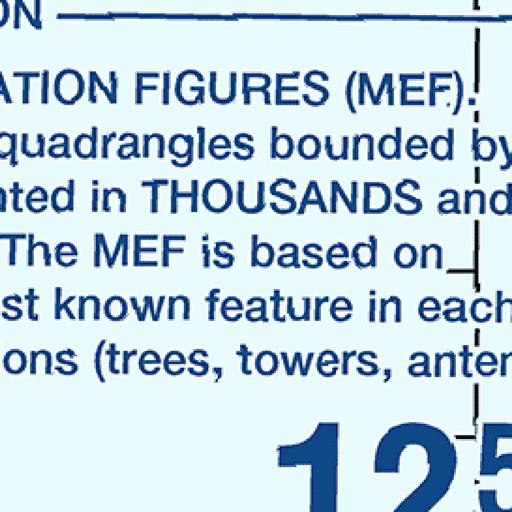 ON
ATION FIGURES (MEF).
quadrangles bounded by
nted in THOUSANDS and
The MEF is based on
st known feature in each
ions (trees, towers, anten
125